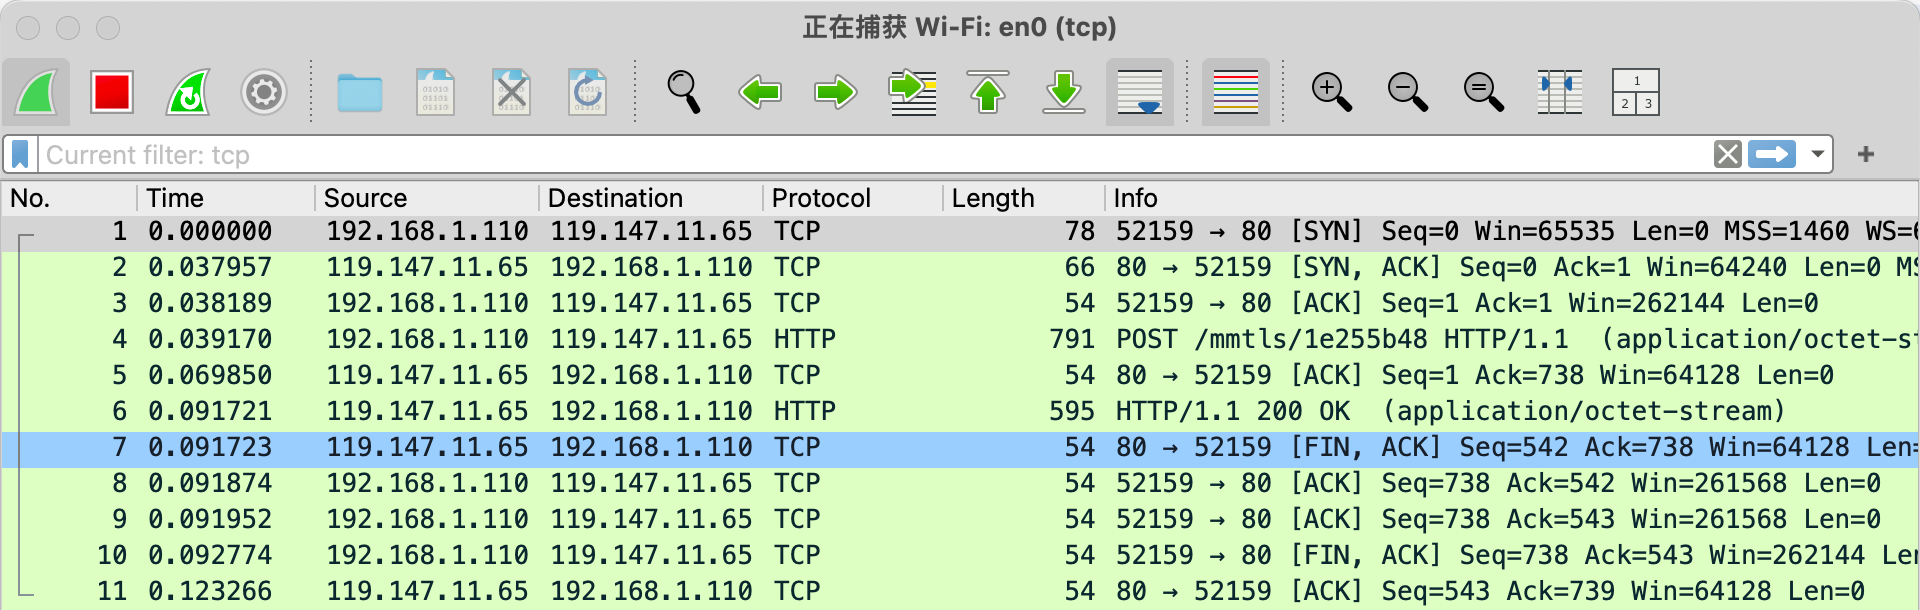 正在捕获 Wi-Fi: en0 (tcp)
Current filter: tcp
No. Time Source Destination Protocol Length Info
1 0.000000 192.168.1.110 119.147.11.65 TCP 78 52159 → 80 [SYN] Seq=0 Win=65535 Len=0 MSS=1460 WS=6
2 0.037957 119.147.11.65 192.168.1.110 TCP 66 80 → 52159 [SYN, ACK] Seq=0 Ack=1 Win=64240 Len=0 MS
3 0.038189 192.168.1.110 119.147.11.65 TCP 54 52159 → 80 [ACK] Seq=1 Ack=1 Win=262144 Len=0
4 0.039170 192.168.1.110 119.147.11.65 HTTP 791 POST /mmtls/1e255b48 HTTP/1.1 (application/octet-st
5 0.069850 119.147.11.65 192.168.1.110 TCP 54 80 → 52159 [ACK] Seq=1 Ack=738 Win=64128 Len=0
6 0.091721 119.147.11.65 192.168.1.110 HTTP 595 HTTP/1.1 200 OK (application/octet-stream)
7 0.091723 119.147.11.65 192.168.1.110 TCP 54 80 → 52159 [FIN, ACK] Seq=542 Ack=738 Win=64128 Len=
8 0.091874 192.168.1.110 119.147.11.65 TCP 54 52159 → 80 [ACK] Seq=738 Ack=542 Win=261568 Len=0
9 0.091952 192.168.1.110 119.147.11.65 TCP 54 52159 → 80 [ACK] Seq=738 Ack=543 Win=261568 Len=0
10 0.092774 192.168.1.110 119.147.11.65 TCP 54 52159 → 80 [FIN, ACK] Seq=738 Ack=543 Win=262144 Len
11 0.123266 119.147.11.65 192.168.1.110 TCP 54 80 → 52159 [ACK] Seq=543 Ack=739 Win=64128 Len=0